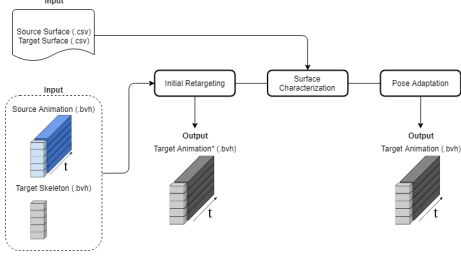 Input
Source Surface (.csv)
Target Surface (.csv)
Input
Source Animation (.bvh)
t
Target Skeleton (.bvh)
Initial Retargeting
Surface
Characterization
Pose Adaptation
Output
Target Animation* (.bvh)
t
Output
Target Animation (.bvh)
t